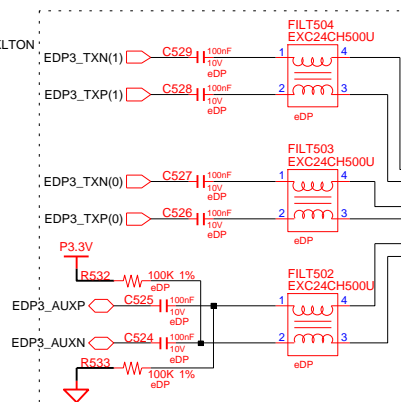 FILT504
EXC24CH500U
KLTON
EDP3_TXN(1) C529 100nF 1 4
10V
eDP
EDP3_TXP(1) C528 100nF 2 3
10V
eDP
eDP
FILT503
EXC24CH500U
EDP3_TXN(0) C527 100nF 1 4
10V
eDP
EDP3_TXP(0) C526 100nF 2 3
10V
eDP
eDP
P3.3V
FILT502
EXC24CH500U
R532 100K 1%
eDP
EDP3_AUXP C525 100nF 1 4
10V
eDP
EDP3_AUXN C524 100nF 2 3
10V
eDP
R533 100K 1%
eDP
eDP